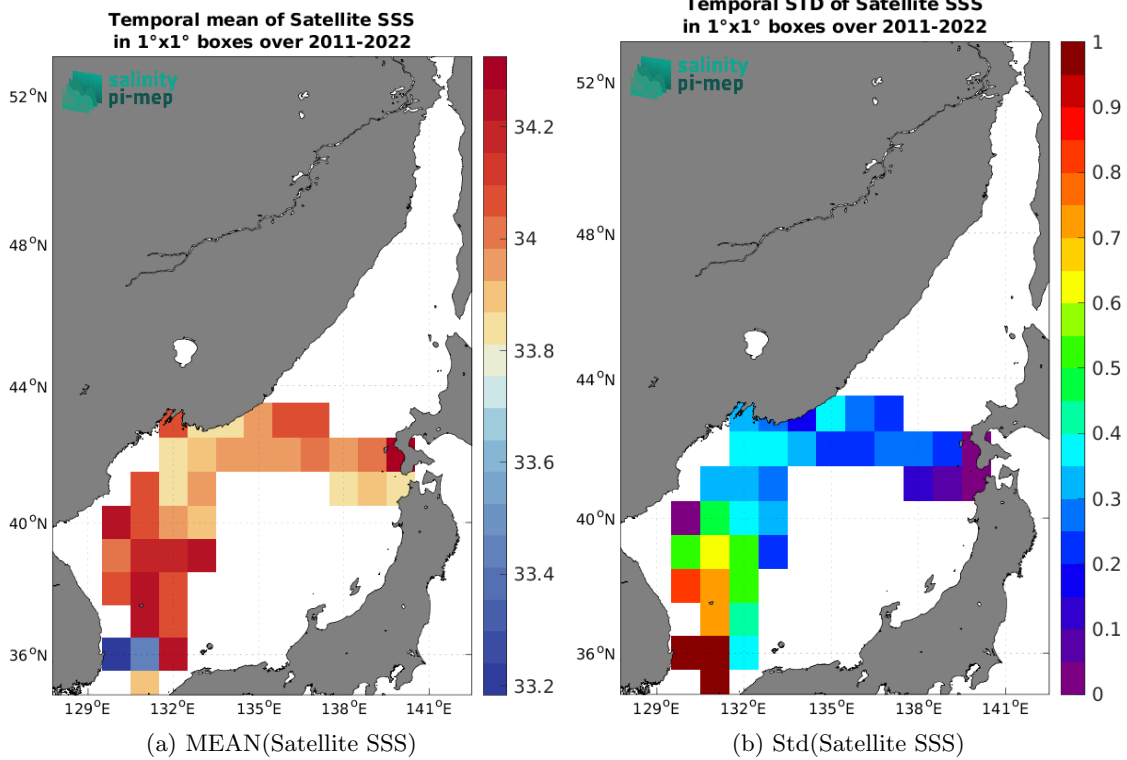 Temporal mean of Satellite SSS
in 1°x1° boxes over 2011-2022
salinity
pi-mep
52°N
48°N
44°N
40°N
36°N
129°E
132°E
135°E
138°E
141°E
34.2
34
33.8
33.6
33.4
33.2
(a) MEAN(Satellite SSS)
Temporal STD of Satellite SSS
in 1°x1° boxes over 2011-2022
salinity
pi-mep
52°N
48°N
44°N
40°N
36°N
129°E
132°E
135°E
138°E
141°E
1
0.9
0.8
0.7
0.6
0.5
0.4
0.3
0.2
0.1
0
(b) Std(Satellite SSS)